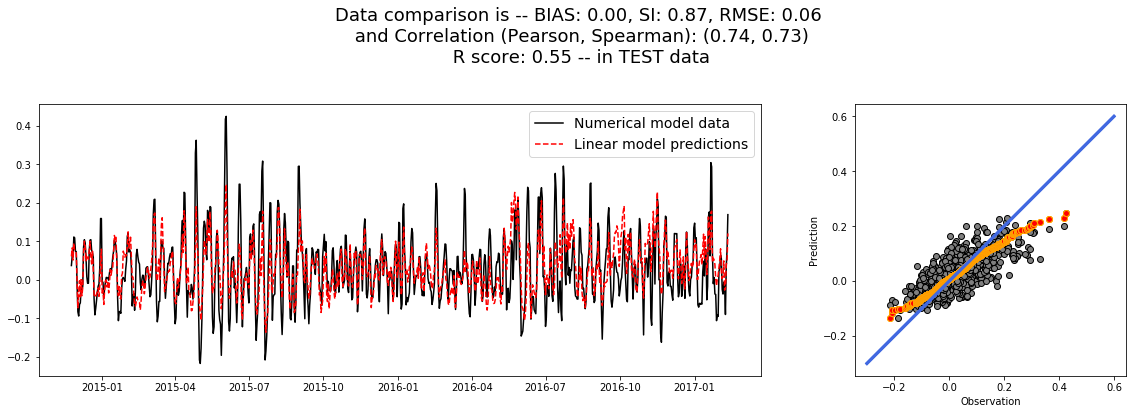 Data comparison is -- BIAS: 0.00, SI: 0.87, RMSE: 0.06
and Correlation (Pearson, Spearman): (0.74, 0.73)
R score: 0.55 -- in TEST data
Numerical model data
Linear model predictions
0.4
0.3
0.2
0.1
0.0
−0.1
−0.2
2015-01 2015-04 2015-07 2015-10 2016-01 2016-04 2016-07 2016-10 2017-01
Prediction
0.6
0.4
0.2
0.0
−0.2
−0.2 0.0 0.2 0.4 0.6
Observation